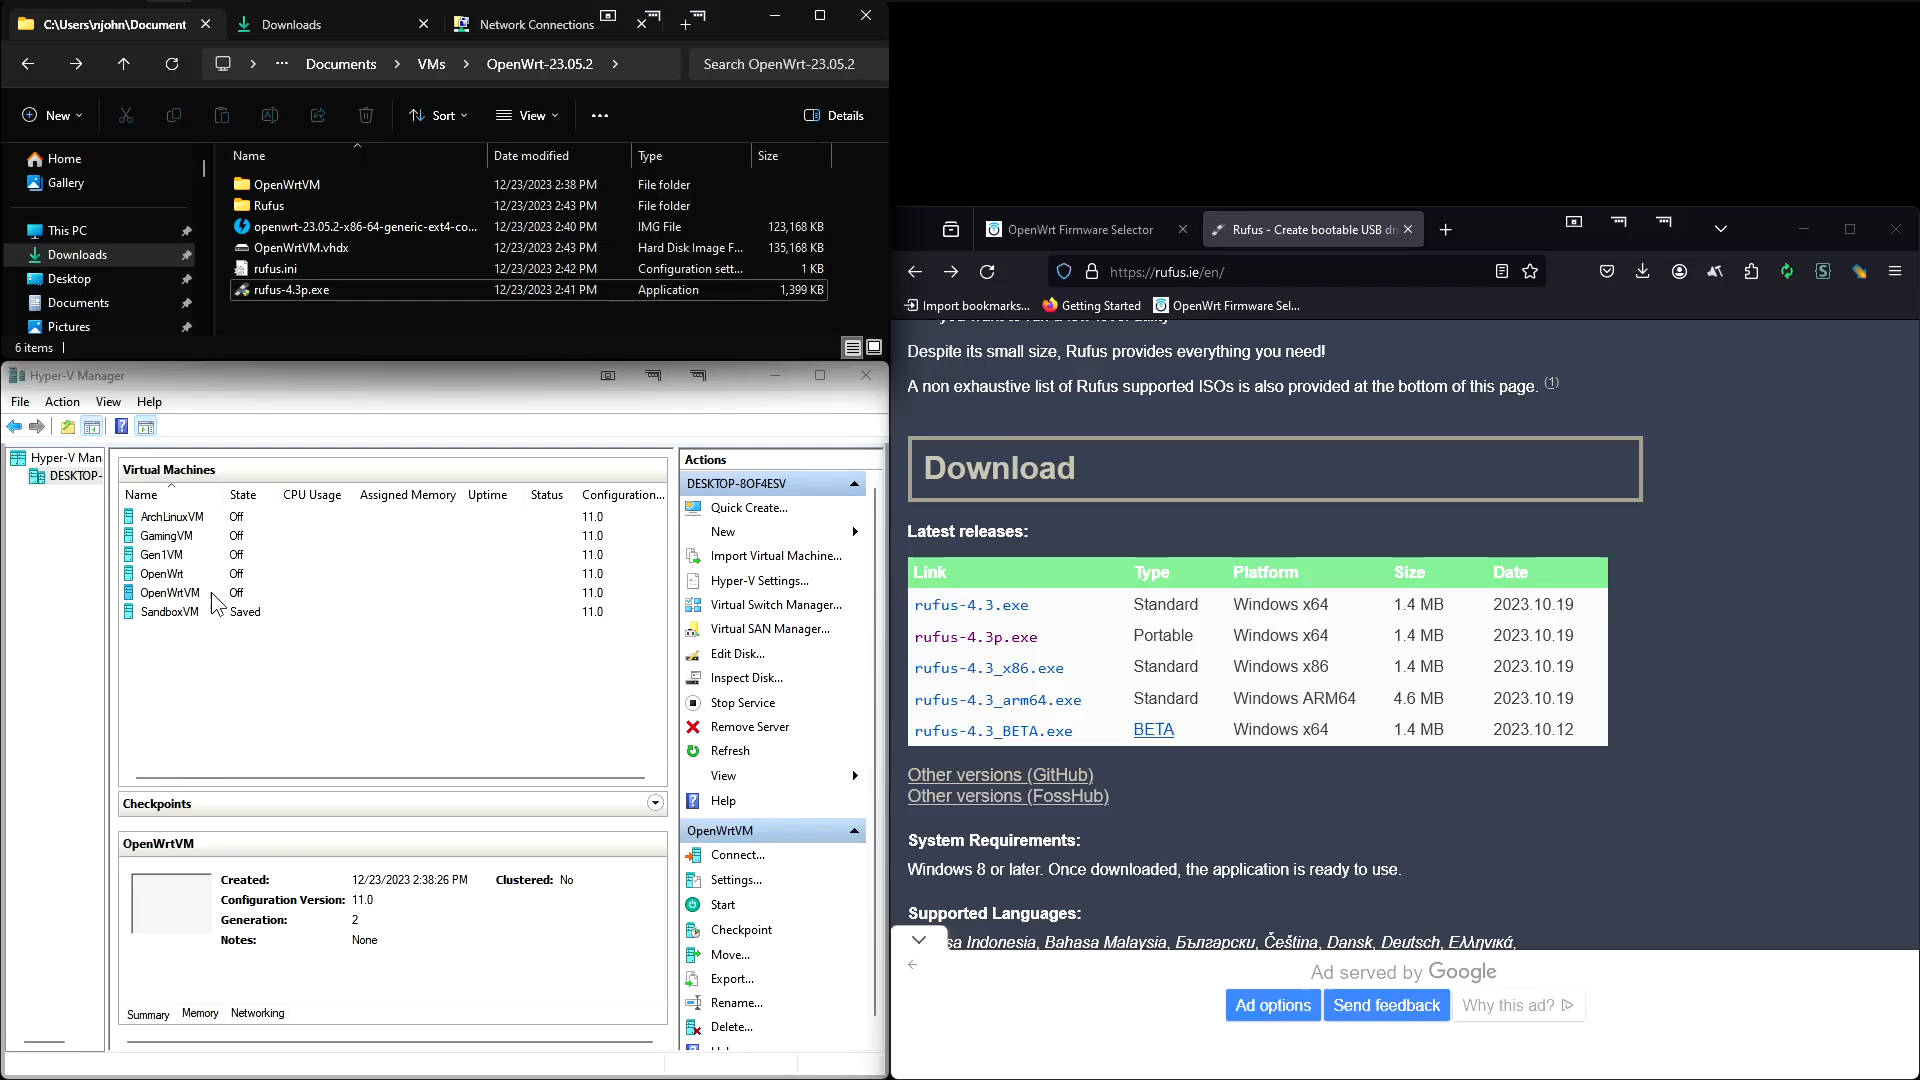 C:\Users\njohn\Document
Downloads
Network Connections
Documents
VMs
OpenWrt-23.05.2
Search OpenWrt-23.05.2
New
Sort
View
Details
Name
Date modified
Type
Size
Home
Gallery
This PC
Downloads
Desktop
Documents
Pictures
OpenWrtVM 12/23/2023 2:38 PM File folder
Rufus 12/23/2023 2:43 PM File folder
openwrt-23.05.2-x86-64-generic-ext4-co... 12/23/2023 2:40 PM IMG File 123,168 KB
OpenWrtVM.vhdx 12/23/2023 2:43 PM Hard Disk Image F... 135,168 KB
rufus.ini 12/23/2023 2:42 PM Configuration sett... 1 KB
rufus-4.3p.exe 12/23/2023 2:41 PM Application 1,399 KB
6 items
Hyper-V Manager
File Action View Help
Hyper-V Man
DESKTOP-
Virtual Machines
Name State CPU Usage Assigned Memory Uptime Status Configuration...
ArchLinuxVM Off 11.0
GamingVM Off 11.0
Gen1VM Off 11.0
OpenWrt Off 11.0
OpenWrtVM Off 11.0
SandboxVM Saved 11.0
Checkpoints
OpenWrtVM
Created: 12/23/2023 2:38:26 PM Clustered: No
Configuration Version: 11.0
Generation: 2
Notes: None
Summary Memory Networking
Actions
DESKTOP-8OF4ESV
Quick Create...
New
Import Virtual Machine...
Hyper-V Settings...
Virtual Switch Manager...
Virtual SAN Manager...
Edit Disk...
Inspect Disk...
Stop Service
Remove Server
Refresh
View
Help
OpenWrtVM
Connect...
Settings...
Start
Checkpoint
Move...
Export...
Rename...
Delete...
OpenWrt Firmware Selector
Rufus - Create bootable USB dri
https://rufus.ie/en/
Import bookmarks...
Getting Started
OpenWrt Firmware Sel...
Despite its small size, Rufus provides everything you need!
A non exhaustive list of Rufus supported ISOs is also provided at the bottom of this page. (1)
Download
Latest releases:
Link Type Platform Size Date
rufus-4.3.exe Standard Windows x64 1.4 MB 2023.10.19
rufus-4.3p.exe Portable Windows x64 1.4 MB 2023.10.19
rufus-4.3_x86.exe Standard Windows x86 1.4 MB 2023.10.19
rufus-4.3_arm64.exe Standard Windows ARM64 4.6 MB 2023.10.19
rufus-4.3_BETA.exe BETA Windows x64 1.4 MB 2023.10.12
Other versions (GitHub)
Other versions (FossHub)
System Requirements:
Windows 8 or later. Once downloaded, the application is ready to use.
Supported Languages:
sa Indonesia, Bahasa Malaysia, Български, Čeština, Dansk, Deutsch, Ελληνικά,
Ad served by Google
Ad options
Send feedback
Why this ad?